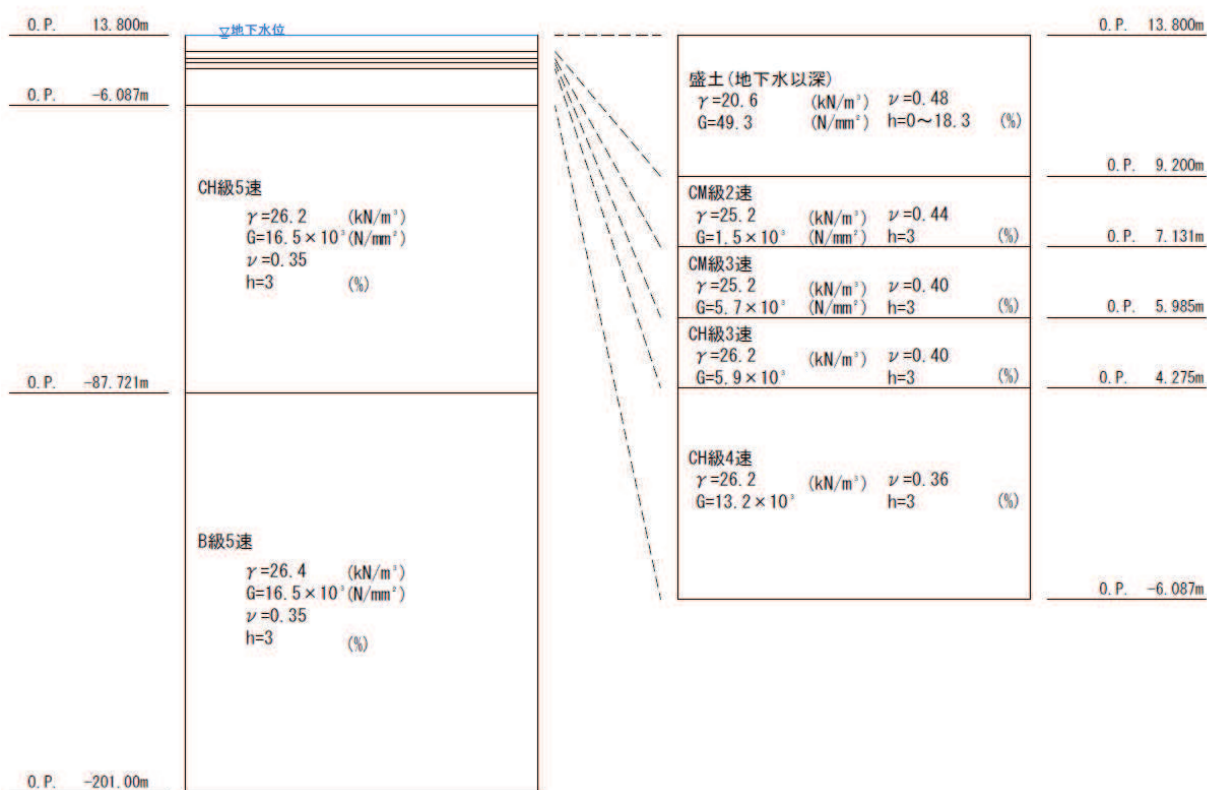 O.P. 13.800m
▽地下水位
O.P. -6.087m
CH級5速
γ=26.2 (kN/m³)
G=16.5×10³(N/mm²)
ν=0.35
h=3 (%)
O.P. -87.721m
B級5速
γ=26.4 (kN/m³)
G=16.5×10³(N/mm²)
ν=0.35
h=3 (%)
O.P. -201.00m
O.P. 13.800m
盛土(地下水以深)
γ=20.6 (kN/m³) ν=0.48
G=49.3 (N/mm²) h=0～18.3 (%)
O.P. 9.200m
CM級2速
γ=25.2 (kN/m³) ν=0.44
G=1.5×10³ (N/mm²) h=3 (%)
O.P. 7.131m
CM級3速
γ=25.2 (kN/m³) ν=0.40
G=5.7×10³ (N/mm²) h=3 (%)
O.P. 5.985m
CH級3速
γ=26.2 (kN/m³) ν=0.40
G=5.9×10³ h=3 (%)
O.P. 4.275m
CH級4速
γ=26.2 (kN/m³) ν=0.36
G=13.2×10³ h=3 (%)
O.P. -6.087m